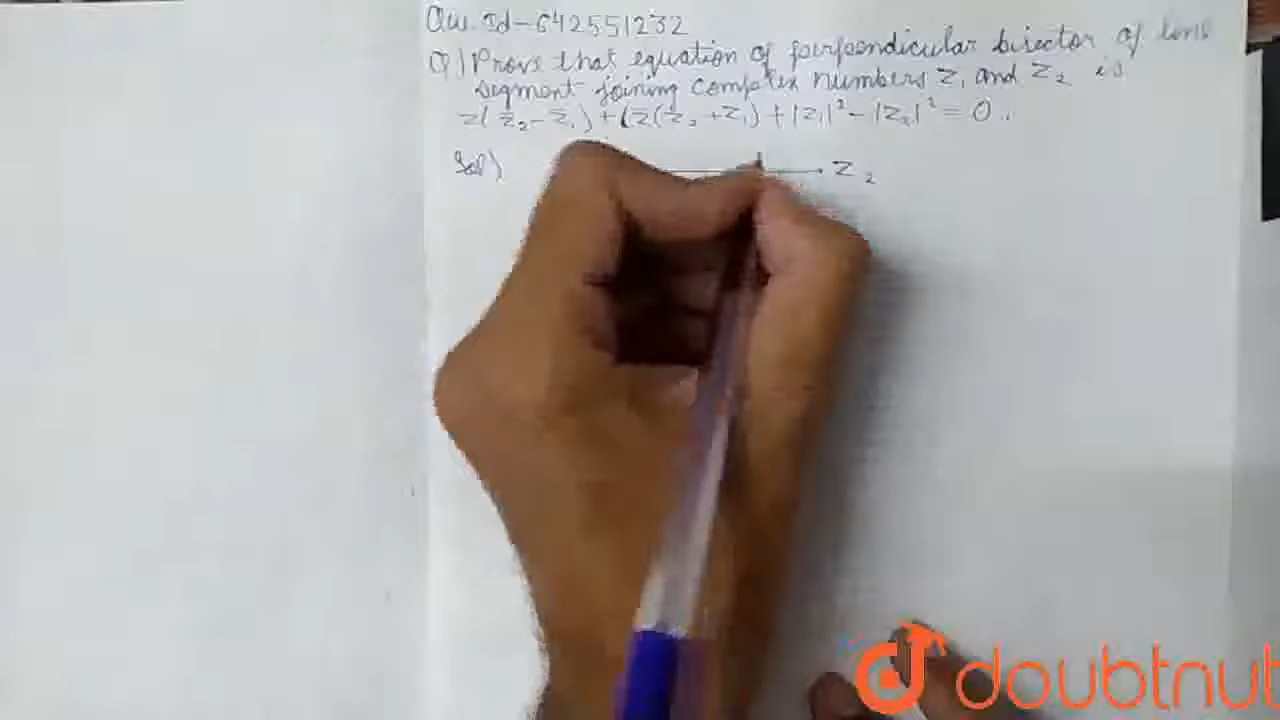 Qu. Id-642551232
Q) Prove that equation of perpendicular bisector of line
segment joining complex numbers z₁ and z₂ is
z(z̄₂-z̄₁)+(z̄(z₂+z₁)+|z₁|²-|z₂|²=0.
Sol)
z₂
doubtnut